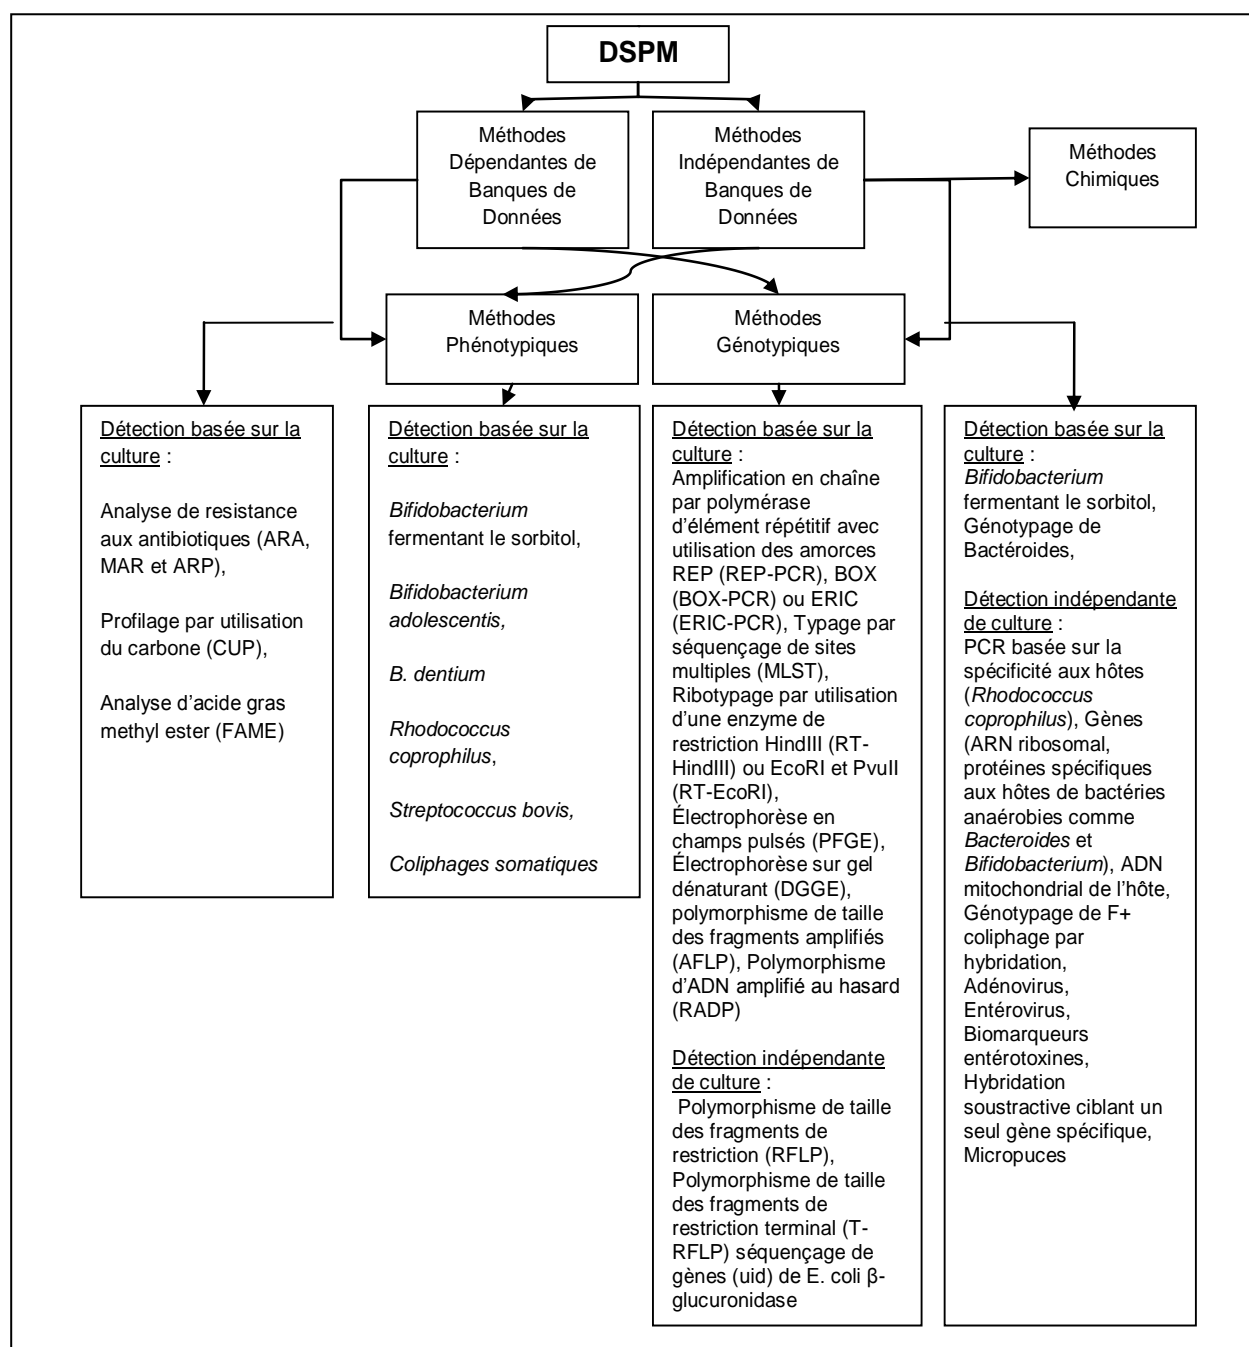 DSPM
Méthodes
Dépendantes de
Banques de
Données
Méthodes
Indépendantes de
Banques de
Données
Méthodes
Chimiques
Méthodes
Phénotypiques
Méthodes
Génotypiques
Détection basée sur la
culture :
Analyse de resistance
aux antibiotiques (ARA,
MAR et ARP),
Profilage par utilisation
du carbone (CUP),
Analyse d’acide gras
methyl ester (FAME)
Détection basée sur la
culture :
Bifidobacterium
fermentant le sorbitol,
Bifidobacterium
adolescentis,
B. dentium
Rhodococcus
coprophilus,
Streptococcus bovis,
Coliphages somatiques
Détection basée sur la
culture :
Amplification en chaîne
par polymérase
d’élément répétitif avec
utilisation des amorces
REP (REP-PCR), BOX
(BOX-PCR) ou ERIC
(ERIC-PCR), Typage par
séquençage de sites
multiples (MLST),
Ribotypage par utilisation
d’une enzyme de
restriction HindIII (RT-
HindIII) ou EcoRI et PvuII
(RT-EcoRI),
Électrophorèse en
champs pulsés (PFGE),
Électrophorèse sur gel
dénaturant (DGGE),
polymorphisme de taille
des fragments amplifiés
(AFLP), Polymorphisme
d’ADN amplifié au hasard
(RADP)
Détection indépendante
de culture :
Polymorphisme de taille
des fragments de
restriction (RFLP),
Polymorphisme de taille
des fragments de
restriction terminal (T-
RFLP) séquençage de
gènes (uid) de E. coli β-
glucuronidase
Détection basée sur la
culture :
Bifidobacterium
fermentant le sorbitol,
Génotypage de
Bactéroides,
Détection indépendante
de culture :
PCR basée sur la
spécificité aux hôtes
(Rhodococcus
coprophilus), Gènes
(ARN ribosomal,
protéines spécifiques
aux hôtes de bactéries
anaérobies comme
Bacteroides et
Bifidobacterium), ADN
mitochondrial de l’hôte,
Génotypage de F+
coliphage par
hybridation,
Adénovirus,
Entérovirus,
Biomarqueurs
entérotoxines,
Hybridation
soustractive ciblant un
seul gène spécifique,
Micropuces